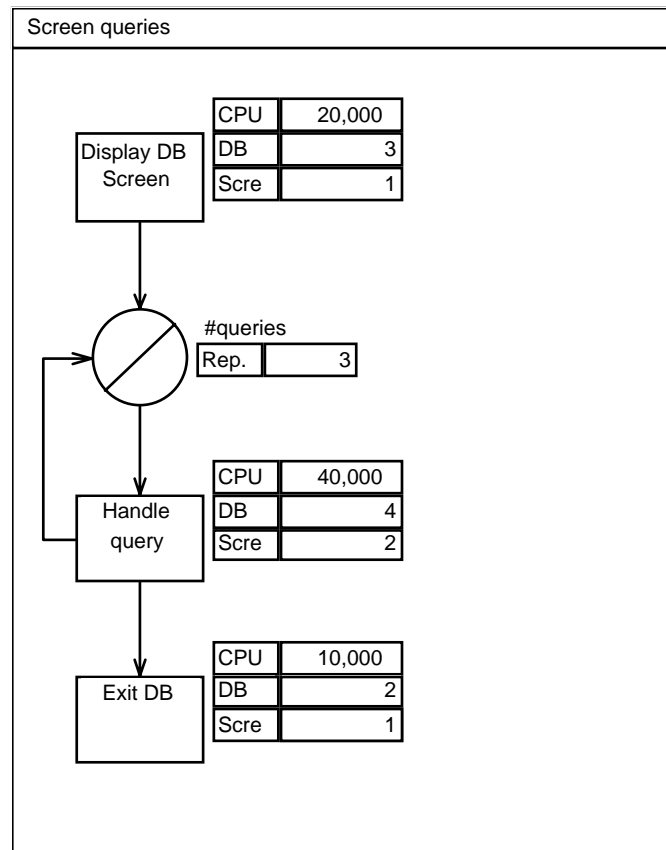 Screen queries
CPU 20,000
Display DB
Screen
DB 3
Scre 1
#queries
Rep. 3
CPU 40,000
Handle
query
DB 4
Scre 2
CPU 10,000
Exit DB
DB 2
Scre 1